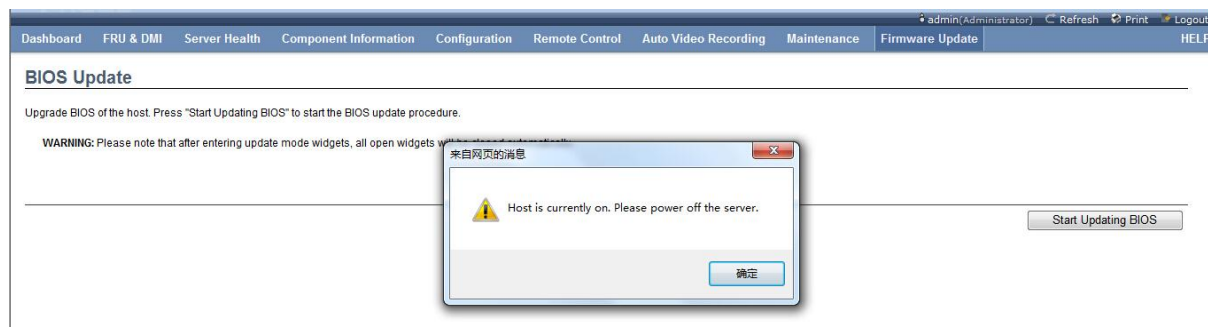 admin(Administrator) Refresh Print Logout
Dashboard FRU & DMI Server Health Component Information Configuration Remote Control Auto Video Recording Maintenance Firmware Update HELP
BIOS Update
Upgrade BIOS of the host. Press "Start Updating BIOS" to start the BIOS update procedure.
WARNING: Please note that after entering update mode widgets, all open widgets
来自网页的消息
Host is currently on. Please power off the server.
Start Updating BIOS
确定